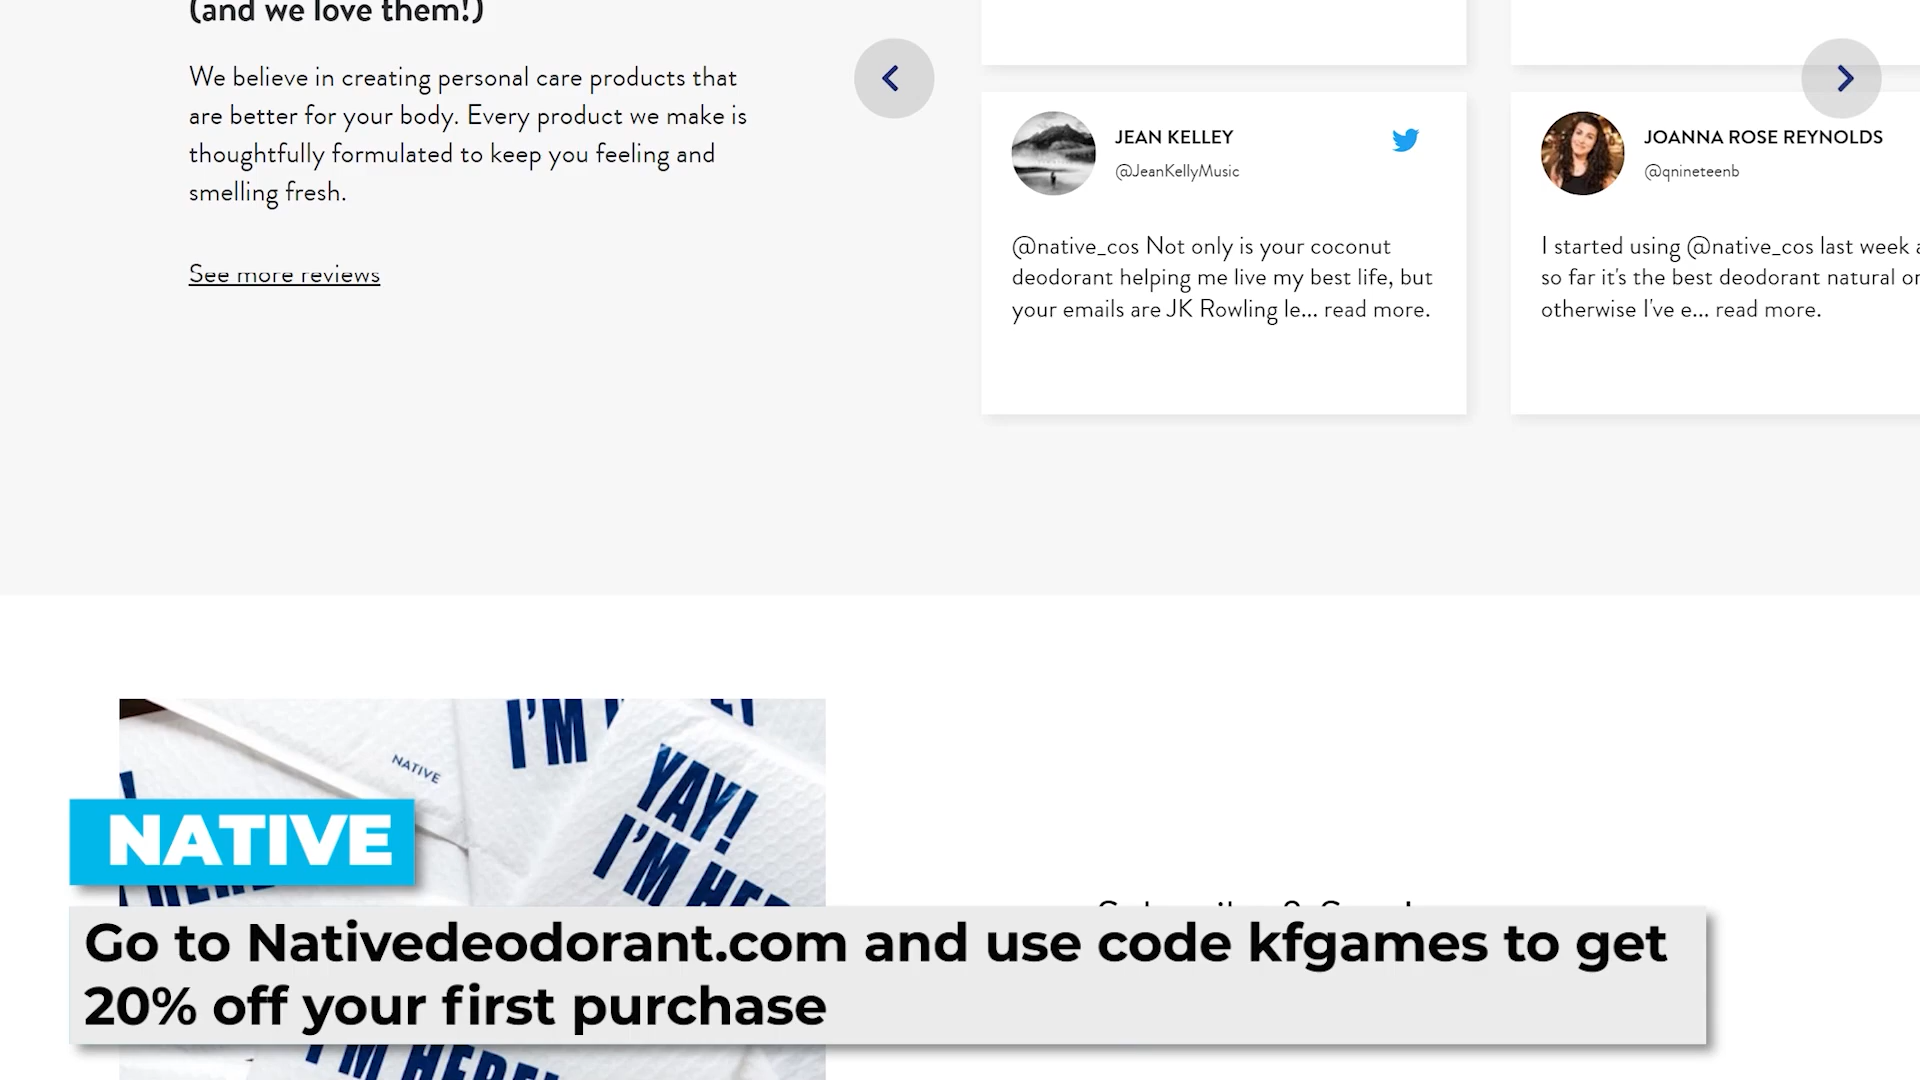 (and we love them!)
We believe in creating personal care products that
are better for your body. Every product we make is
thoughtfully formulated to keep you feeling and
smelling fresh.
See more reviews
JEAN KELLEY
@JeanKellyMusic
@native_cos Not only is your coconut
deodorant helping me live my best life, but
your emails are JK Rowling le... read more.
JOANNA ROSE REYNOLDS
@qnineteenb
I started using @native_cos last week
so far it's the best deodorant natural or
otherwise I've e... read more.
I'M
NATIVE
YAY!
I'M HERE
NATIVE
Go to Nativedeodorant.com and use code kfgames to get
20% off your first purchase
I'M HERE!